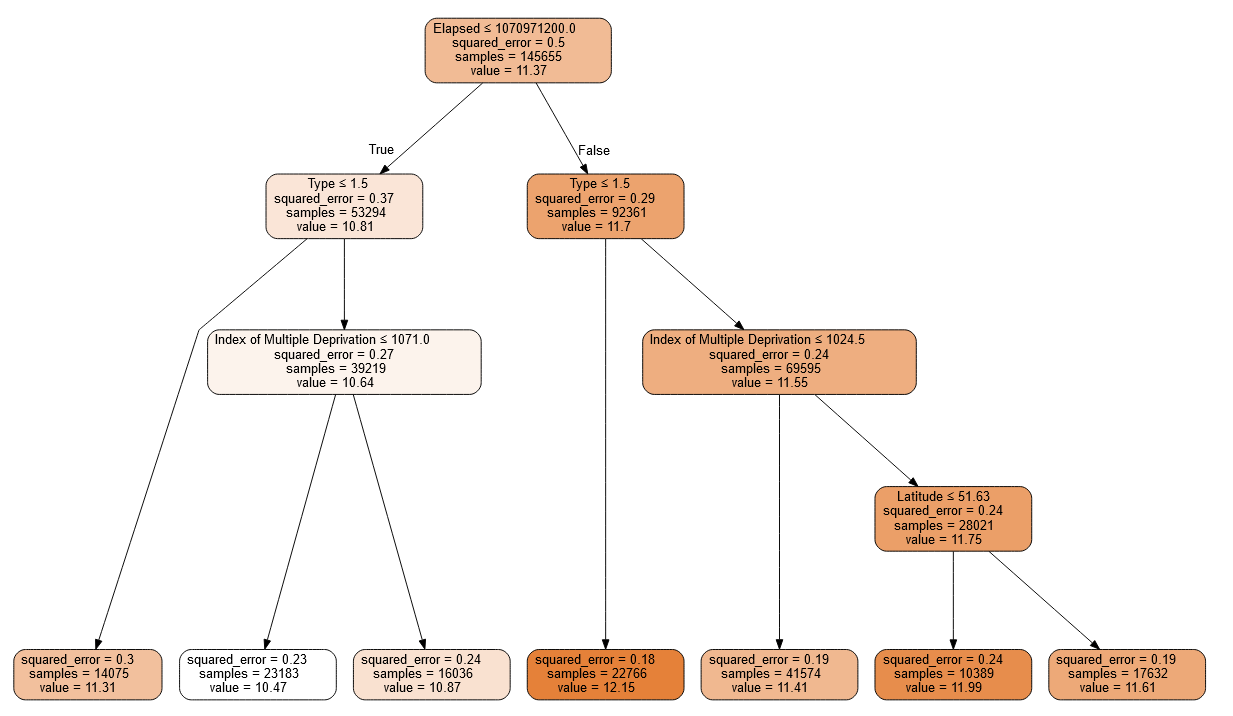 Elapsed ≤ 1070971200.0
squared_error = 0.5
samples = 145655
value = 11.37
True
False
Type ≤ 1.5
squared_error = 0.37
samples = 53294
value = 10.81
Type ≤ 1.5
squared_error = 0.29
samples = 92361
value = 11.7
Index of Multiple Deprivation ≤ 1071.0
squared_error = 0.27
samples = 39219
value = 10.64
Index of Multiple Deprivation ≤ 1024.5
squared_error = 0.24
samples = 69595
value = 11.55
Latitude ≤ 51.63
squared_error = 0.24
samples = 28021
value = 11.75
squared_error = 0.3
samples = 14075
value = 11.31
squared_error = 0.23
samples = 23183
value = 10.47
squared_error = 0.24
samples = 16036
value = 10.87
squared_error = 0.18
samples = 22766
value = 12.15
squared_error = 0.19
samples = 41574
value = 11.41
squared_error = 0.24
samples = 10389
value = 11.99
squared_error = 0.19
samples = 17632
value = 11.61